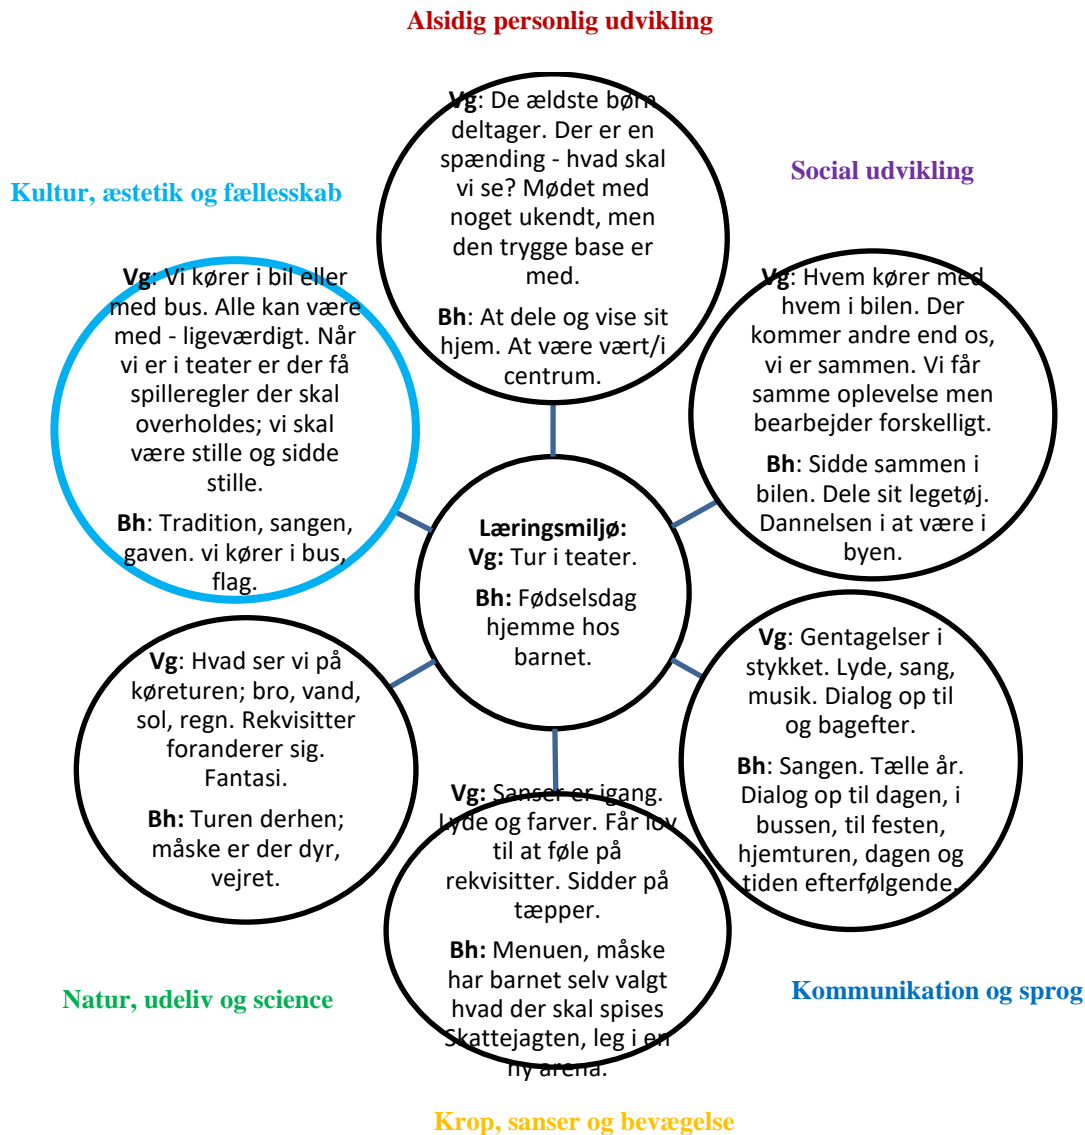 Alsidig personlig udvikling
Vg: De ældste børn
deltager. Der er en
spænding - hvad skal
vi se? Mødet med
noget ukendt, men
den trygge base er
med.
Bh: At dele og vise sit
hjem. At være vært/i
centrum.
Social udvikling
Vg: Hvem kører med
hvem i bilen. Der
kommer andre end os,
vi er sammen. Vi får
samme oplevelse men
bearbejder forskelligt.
Bh: Sidde sammen i
bilen. Dele sit legetøj.
Dannelsen i at være i
byen.
Kultur, æstetik og fællesskab
Vg: Vi kører i bil eller
med bus. Alle kan være
med - ligeværdigt. Når
vi er i teater er der få
spilleregler der skal
overholdes; vi skal
være stille og sidde
stille.
Bh: Tradition, sangen,
gaven. vi kører i bus,
flag.
Læringsmiljø:
Vg: Tur i teater.
Bh: Fødselsdag
hjemme hos
barnet.
Vg: Hvad ser vi på
køreturen; bro, vand,
sol, regn. Rekvisitter
foranderer sig.
Fantasi.
Bh: Turen derhen;
måske er der dyr,
vejret.
Natur, udeliv og science
Vg: Gentagelser i
stykket. Lyde, sang,
musik. Dialog op til
og bagefter.
Bh: Sangen. Tælle år.
Dialog op til dagen, i
bussen, til festen,
hjemturen, dagen og
tiden efterfølgende.
Kommunikation og sprog
Vg: Sanser er igang.
Lyde og farver. Får lov
til at føle på
rekvisitter. Sidder på
tæpper.
Bh: Menuen, måske
har barnet selv valgt
hvad der skal spises
Skattejagten, leg i en
ny arena.
Krop, sanser og bevægelse